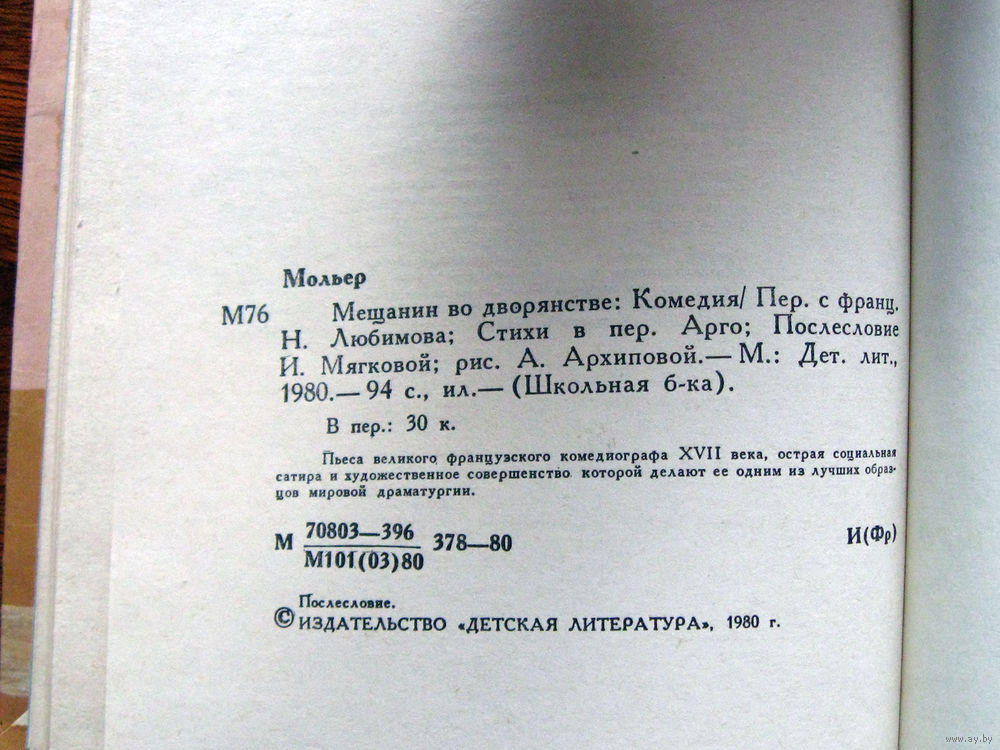 Мольер
М76 Мещанин во дворянстве: Комедия/ Пер. с франц.
Н. Любимова; Стихи в пер. Арго; Послесловие
И. Мягковой; рис. А. Архиповой.— М.: Дет. лит.,
1980.— 94 с., ил.— (Школьная б-ка).
В пер.: 30 к.
Пьеса великого французского комедиографа XVII века, острая социальная
сатира и художественное совершенство которой делают ее одним из лучших образ-
цов мировой драматургии.
М 70803—396 378—80 И(Фр)
М101(03)80
Послесловие.
© ИЗДАТЕЛЬСТВО «ДЕТСКАЯ ЛИТЕРАТУРА», 1980 г.
www.ay.by